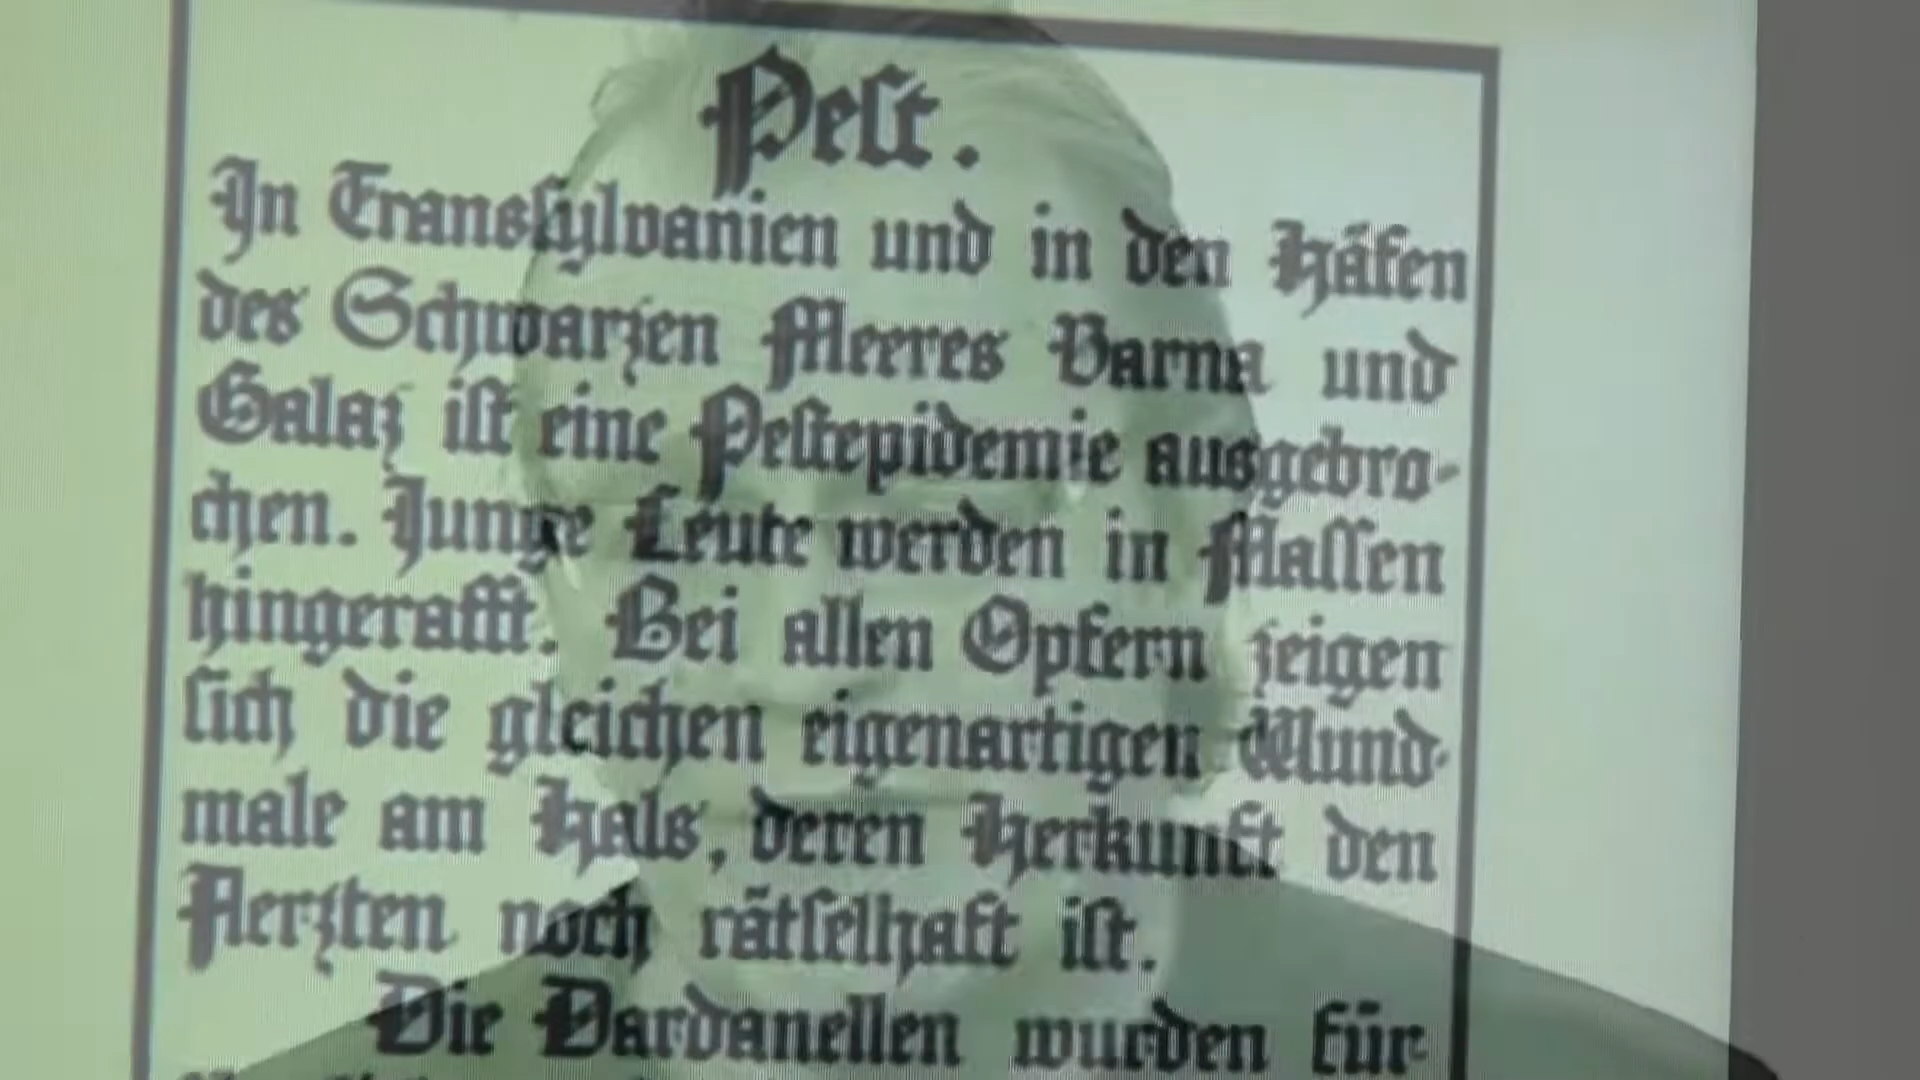 Pest.
In Transsylvanien und in den Häfen
des Schwarzen Meeres Varna und
Galaz ist eine Pestepidemie ausgebro-
chen. Junge Leute werden in Massen
hingerafft. Bei allen Opfern zeigen
sich die gleichen eigenartigen Wund-
male am Hals, deren Herkunft den
Aerzten noch rätselhaft ist.
Die Dardanellen wurden für